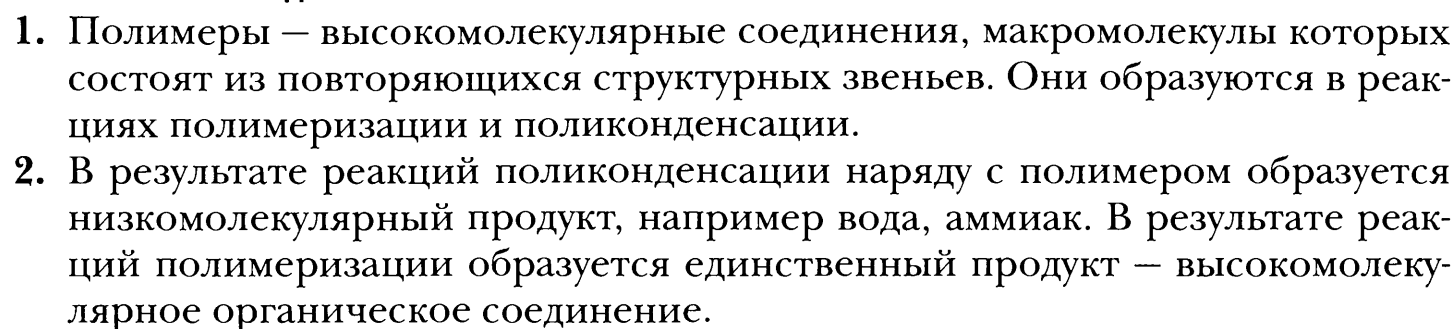 1. Полимеры — высокомолекулярные соединения, макромолекулы которых
состоят из повторяющихся структурных звеньев. Они образуются в реак-
циях полимеризации и поликонденсации.
2. В результате реакций поликонденсации наряду с полимером образуется
низкомолекулярный продукт, например вода, аммиак. В результате реак-
ций полимеризации образуется единственный продукт — высокомолеку-
лярное органическое соединение.